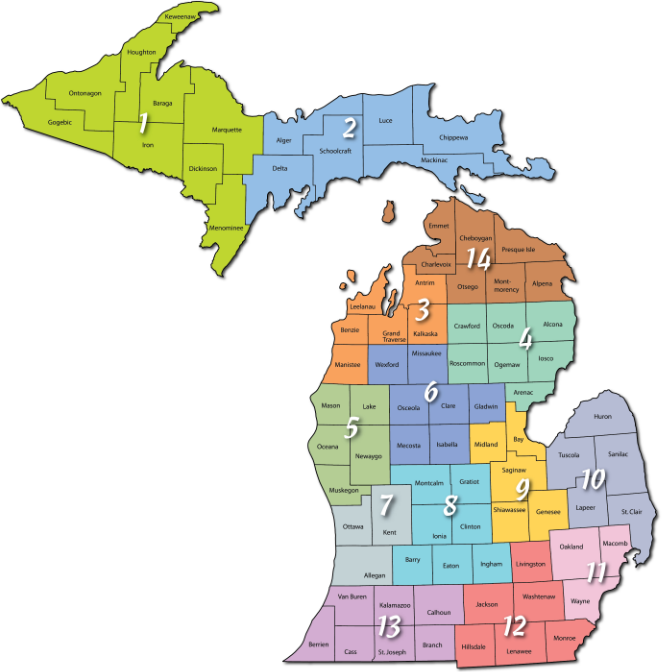 Keweenaw
Houghton
Ontonagon
Baraga
Gogebic
1
Marquette
Iron
Dickinson
Menominee
2
Luce
Alger
Schoolcraft
Chippewa
Mackinac
Delta
Emmet
Cheboygan
Presque Isle
14
Charlevoix
Otsego
Mont-
morency
Alpena
Antrim
Leelanau
3
Benzie
Grand
Traverse
Kalkaska
Manistee
Crawford
Oscoda
Alcona
4
Roscommon
Ogemaw
Iosco
Arenac
Missaukee
Wexford
6
Osceola
Clare
Gladwin
Mecosta
Isabella
Mason
Lake
5
Oceana
Newaygo
Muskegon
Midland
Bay
Saginaw
9
Shiawassee
Genesee
Huron
Tuscola
Sanilac
10
Lapeer
St. Clair
7
Ottawa
Kent
Allegan
Montcalm
Gratiot
8
Ionia
Clinton
Barry
Eaton
Ingham
Livingston
Oakland
Macomb
11
Wayne
Van Buren
Kalamazoo
Calhoun
13
Berrien
Cass
St. Joseph
Branch
Jackson
Washtenaw
12
Hillsdale
Lenawee
Monroe